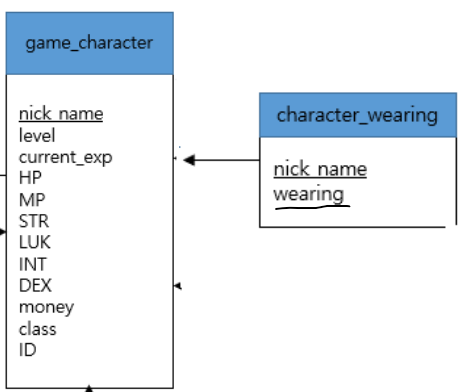 game_character
nick_name
level
current_exp
HP
MP
STR
LUK
INT
DEX
money
class
ID
character_wearing
nick_name
wearing